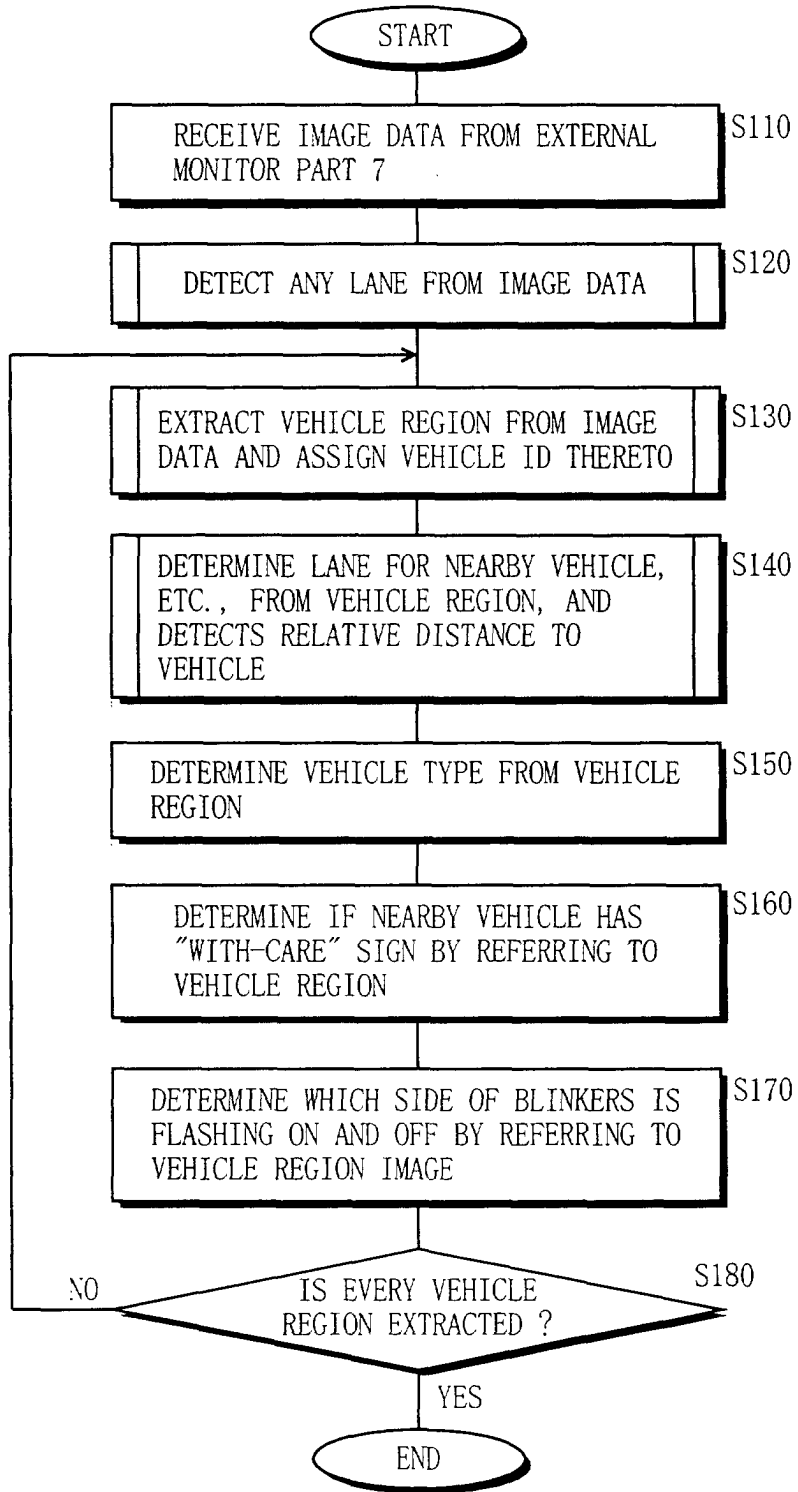 START
RECEIVE IMAGE DATA FROM EXTERNAL
MONITOR PART 7
S110
DETECT ANY LANE FROM IMAGE DATA
S120
EXTRACT VEHICLE REGION FROM IMAGE
DATA AND ASSIGN VEHICLE ID THERETO
S130
DETERMINE LANE FOR NEARBY VEHICLE,
ETC., FROM VEHICLE REGION, AND
DETECTS RELATIVE DISTANCE TO
VEHICLE
S140
DETERMINE VEHICLE TYPE FROM VEHICLE
REGION
S150
DETERMINE IF NEARBY VEHICLE HAS
"WITH-CARE" SIGN BY REFERRING TO
VEHICLE REGION
S160
DETERMINE WHICH SIDE OF BLINKERS IS
FLASHING ON AND OFF BY REFERRING TO
VEHICLE REGION IMAGE
S170
NO
IS EVERY VEHICLE
REGION EXTRACTED ?
S180
YES
END